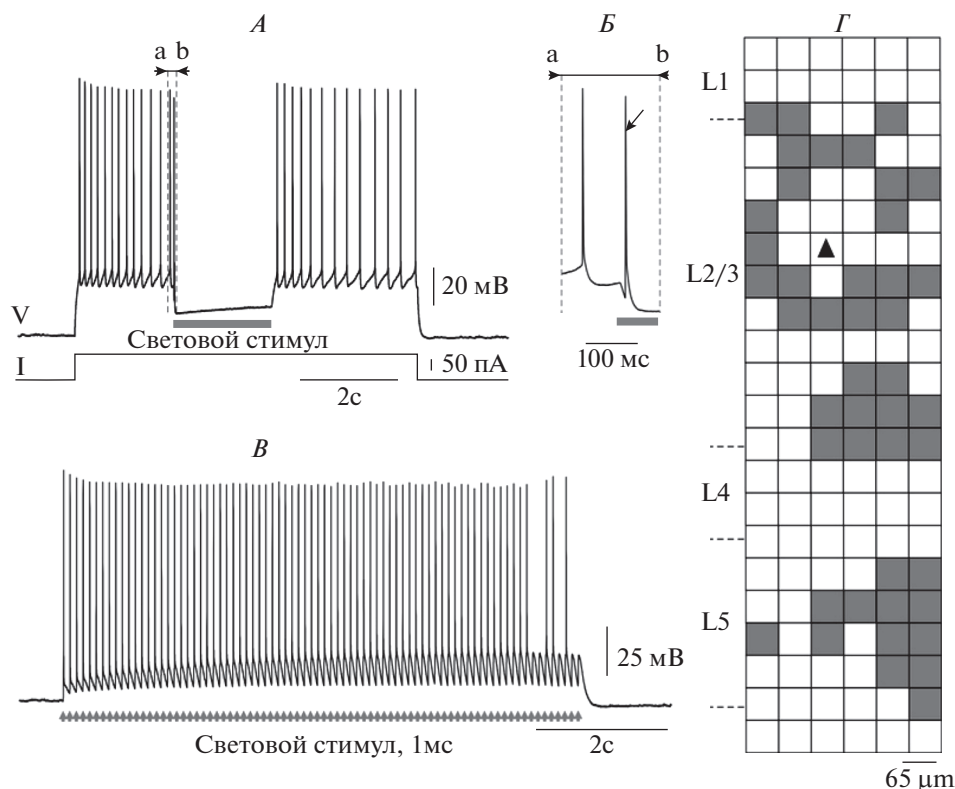 А
a b
V
20 мВ
Световой стимул
I
50 пА
2с
Б
a b
100 мс
В
25 мВ
Световой стимул, 1мс
2с
Г
L1
L2/3
L4
L5
65 µm